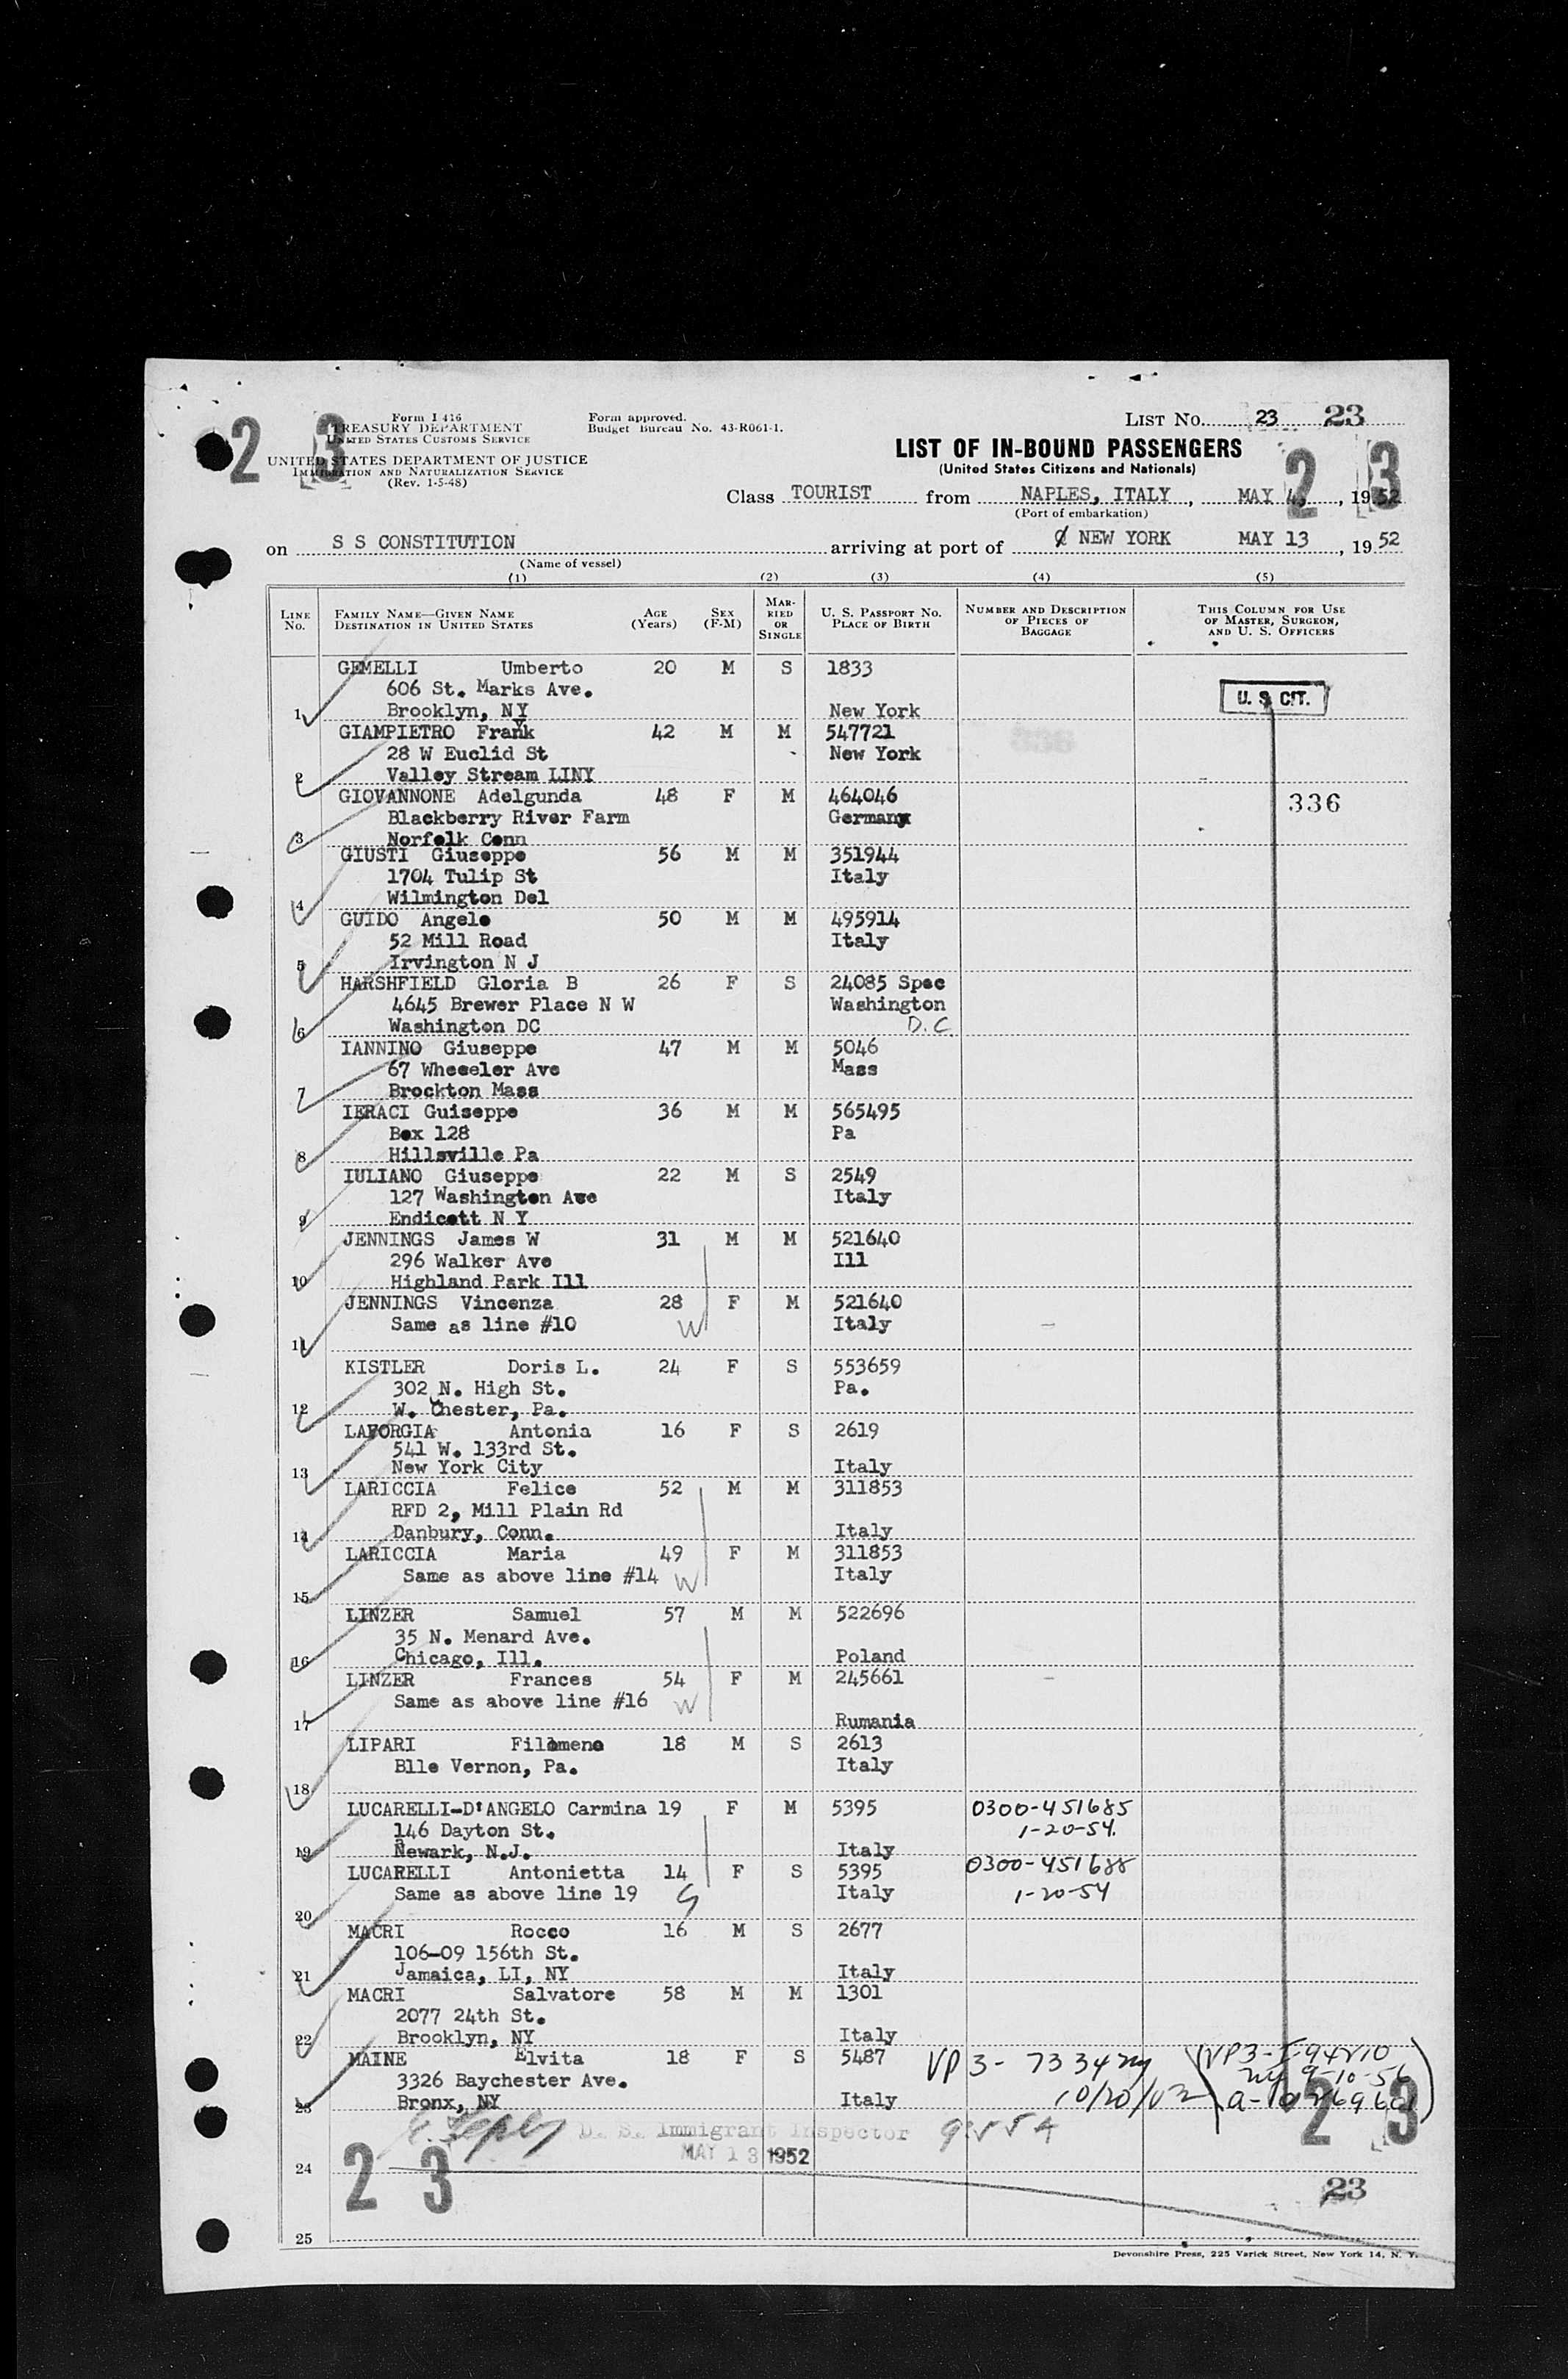 2 3
Form I 416
TREASURY DEPARTMENT
UNITED STATES CUSTOMS SERVICE
UNITED STATES DEPARTMENT OF JUSTICE
IMMIGRATION AND NATURALIZATION SERVICE
(Rev. 1-5-48)
Form approved.
Budget Bureau No. 43-R061-1.
LIST No. 23 23
LIST OF IN-BOUND PASSENGERS
(United States Citizens and Nationals)
2 3
Class TOURIST from NAPLES, ITALY, MAY 4, 1952
(Port of embarkation)
on S S CONSTITUTION arriving at port of NEW YORK MAY 13, 1952
(Name of vessel)
(1) (2) (3) (4) (5)
LINE No. FAMILY NAME—GIVEN NAME DESTINATION IN UNITED STATES AGE (Years) SEX (F-M) MARRIED OR SINGLE U. S. PASSPORT NO. PLACE OF BIRTH NUMBER AND DESCRIPTION OF PIECES OF BAGGAGE THIS COLUMN FOR USE OF MASTER, SURGEON, AND U. S. OFFICERS
GEMELLI Umberto 20 M S 1833
606 St. Marks Ave. U. S. CIT.
1 Brooklyn, NY New York
GIAMPIETRO Frank 42 M M 547721
28 W Euclid St New York
2 Valley Stream LINY
GIOVANNONE Adelgunda 48 F M 464046 336
Blackberry River Farm Germany
3 Norfolk Conn
GIUSTI Giuseppe 56 M M 351944
1704 Tulip St Italy
4 Wilmington Del
GUIDO Angelo 50 M M 495914
52 Mill Road Italy
5 Irvington N J
HARSHFIELD Gloria B 26 F S 24085 Spec
4645 Brewer Place N W Washington
6 Washington DC D.C.
IANNINO Giuseppe 47 M M 5046
67 Wheeeler Ave Mass
7 Brockton Mass
IERACI Guiseppe 36 M M 565495
Box 128 Pa
8 Hillsville Pa
IULIANO Giuseppe 22 M S 2549
127 Washington Ave Italy
9 Endicott N Y
JENNINGS James W 31 M M 521640
296 Walker Ave Ill
10 Highland Park Ill
JENNINGS Vincenza 28 F M 521640
Same as line #10 W Italy
11
KISTLER Doris L. 24 F S 553659
302 N. High St. Pa.
12 W. Chester, Pa.
LAFORGIA Antonia 16 F S 2619
541 W. 133rd St.
13 New York City Italy
LARICCIA Felice 52 M M 311853
RFD 2, Mill Plain Rd
14 Danbury, Conn. Italy
LARICCIA Maria 49 F M 311853
Same as above line #14 W Italy
15
LINZER Samuel 57 M M 522696
35 N. Menard Ave.
16 Chicago, Ill. Poland
LINZER Frances 54 F M 245661
Same as above line #16 W
17 Rumania
LIPARI Filomeno 18 M S 2613
Blle Vernon, Pa. Italy
18
LUCARELLI-D'ANGELO Carmina 19 F M 5395 0300-451685
146 Dayton St. 1-20-54.
19 Newark, N.J. Italy
LUCARELLI Antonietta 14 F S 5395 0300-451688
Same as above line 19 Italy 1-20-54
20
MACRI Rocco 16 M S 2677
106-09 156th St.
21 Jamaica, LI, NY Italy
MACRI Salvatore 58 M M 1301
2077 24th St.
22 Brooklyn, NY Italy
MAINE Elvita 18 F S 5487 VP 3-
3326 Baychester Ave. 9-10-56
23 Bronx, NY Italy
U. S. Immigrant Inspector
MAY 13 1952
2 3
2 3
24
23
25
Devonshire Press, 225 Varick Street, New York 14, N. Y.